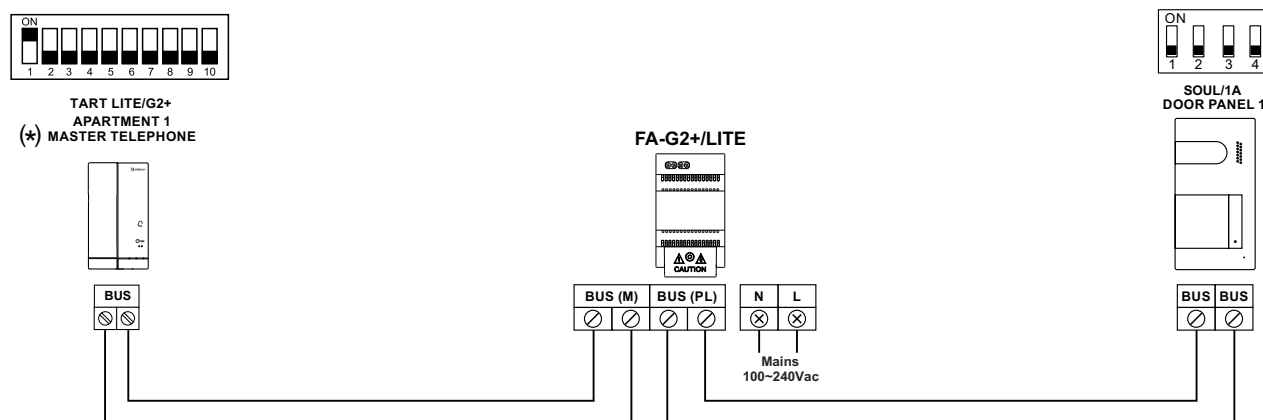 ON
1 2 3 4 5 6 7 8 9 10
TART LITE/G2+
APARTMENT 1
(*) MASTER TELEPHONE
BUS
FA-G2+/LITE
CAUTION
BUS (M) BUS (PL) N L
Mains
100~240Vac
ON
1 2 3 4
SOUL/1A
DOOR PANEL 1
BUS BUS